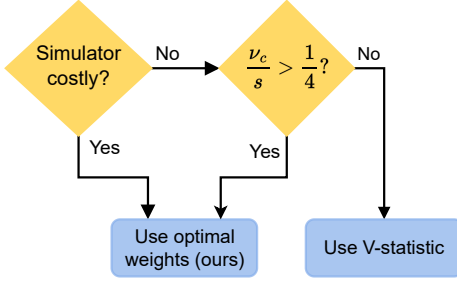 Simulator
costly?
No
ν_c/s > 1/4?
No
Yes
Yes
Use optimal
weights (ours)
Use V-statistic